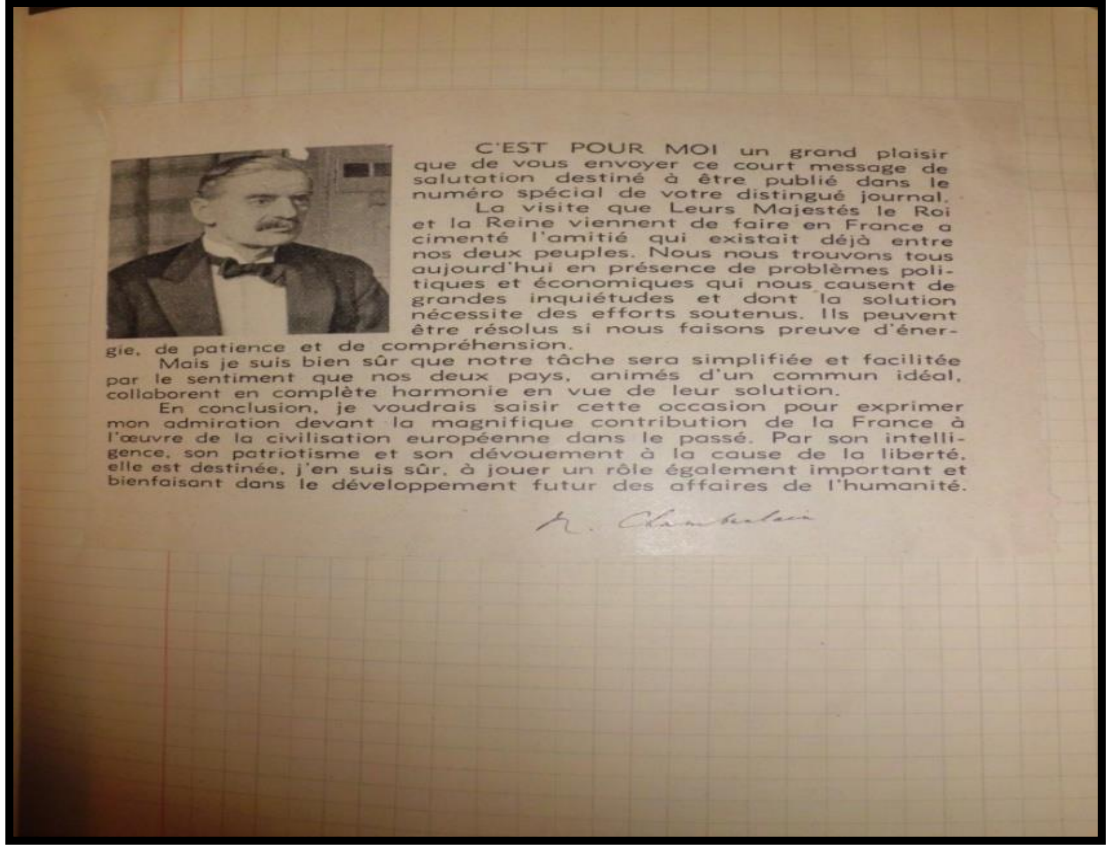 C'EST POUR MOI un grand plaisir
que de vous envoyer ce court message de
salutation destiné à être publié dans le
numéro spécial de votre distingué journal.
La visite que Leurs Majestés le Roi
et la Reine viennent de faire en France a
cimenté l'amitié qui existait déjà entre
nos deux peuples. Nous nous trouvons tous
aujourd'hui en présence de problèmes poli-
tiques et économiques qui nous causent de
grandes inquiétudes et dont la solution
nécessite des efforts soutenus. Ils peuvent
être résolus si nous faisons preuve d'éner-
gie, de patience et de compréhension.
Mais je suis bien sûr que notre tâche sera simplifiée et facilitée
par le sentiment que nos deux pays, animés d'un commun idéal,
collaborent en complète harmonie en vue de leur solution.
En conclusion, je voudrais saisir cette occasion pour exprimer
mon admiration devant la magnifique contribution de la France à
l'œuvre de la civilisation européenne dans le passé. Par son intelli-
gence, son patriotisme et son dévouement à la cause de la liberté,
elle est destinée, j'en suis sûr, à jouer un rôle également important et
bienfaisant dans le développement futur des affaires de l'humanité.
N. Chamberlain